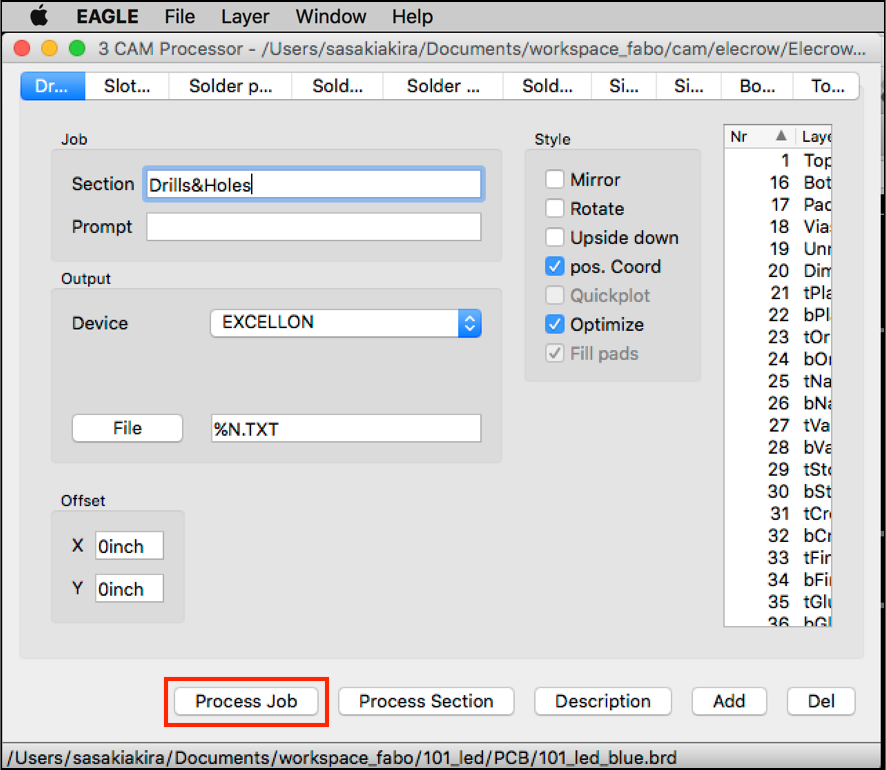 EAGLE File Layer Window Help
3 CAM Processor - /Users/sasakiakira/Documents/workspace_fabo/cam/elecrow/Elecrow...
Dr... Slot... Solder p... Sold... Solder ... Sold... Si... Si... Bo... To...
Job
Section Drills&Holes
Prompt
Output
Device EXCELLON
File %N.TXT
Offset
X 0inch
Y 0inch
Style
Mirror
Rotate
Upside down
pos. Coord
Quickplot
Optimize
Fill pads
Nr Laye
1 Top
16 Bot
17 Pac
18 Vias
19 Unr
20 Dim
21 tPla
22 bPl
23 tOr
24 bOr
25 tNa
26 bNa
27 tVa
28 bVa
29 tSto
30 bSt
31 tCre
32 bCr
33 tFin
34 bFi
35 tGlu
36 bGl
Process Job Process Section Description Add Del
/Users/sasakiakira/Documents/workspace_fabo/101_led/PCB/101_led_blue.brd